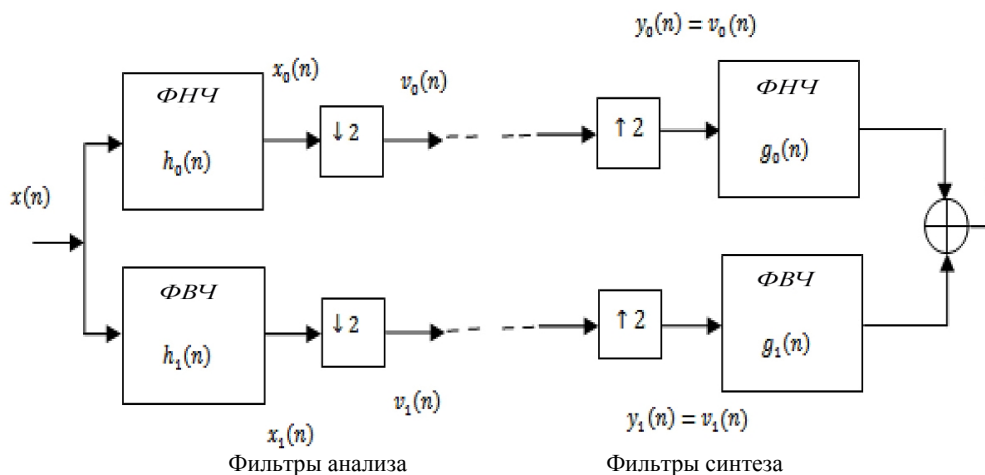 y₀(n) = v₀(n)
x₀(n)
v₀(n)
ФНЧ
h₀(n)
↓2
↑2
ФНЧ
g₀(n)
x(n)
ФВЧ
h₁(n)
↓2
↑2
ФВЧ
g₁(n)
v₁(n)
y₁(n) = v₁(n)
x₁(n)
Фильтры анализа
Фильтры синтеза